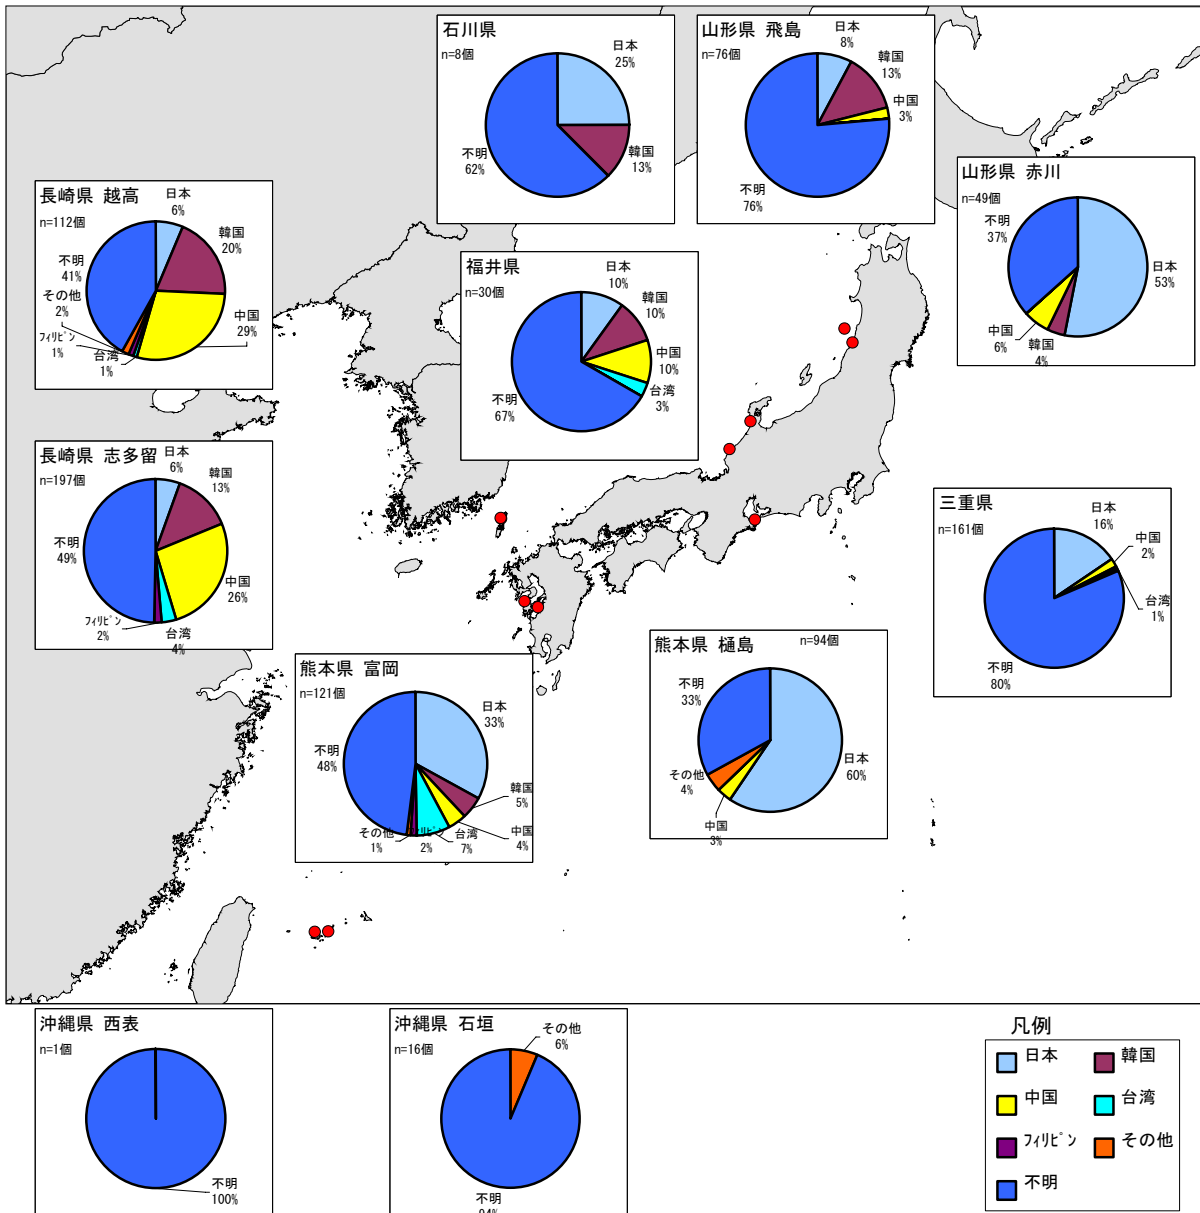 石川県
n=8個
日本
25%
韓国
13%
不明
62%
山形県 飛島
n=76個
日本
8%
韓国
13%
中国
3%
不明
76%
山形県 赤川
n=49個
不明
37%
日本
53%
中国
6%
韓国
4%
長崎県 越高
n=112個
日本
6%
韓国
20%
中国
29%
台湾
1%
フィリピン
1%
その他
2%
不明
41%
福井県
n=30個
日本
10%
韓国
10%
中国
10%
台湾
3%
不明
67%
長崎県 志多留
n=197個
日本
6%
韓国
13%
中国
26%
台湾
4%
フィリピン
2%
不明
49%
三重県
n=161個
日本
16%
中国
2%
台湾
1%
不明
80%
熊本県 富岡
n=121個
日本
33%
韓国
5%
中国
4%
台湾
7%
フィリピン
2%
その他
1%
不明
48%
熊本県 樋島
n=94個
不明
33%
日本
60%
その他
4%
中国
3%
沖縄県 西表
n=1個
不明
100%
沖縄県 石垣
n=16個
その他
6%
不明
94%
凡例
日本
韓国
中国
台湾
フィリピン
その他
不明